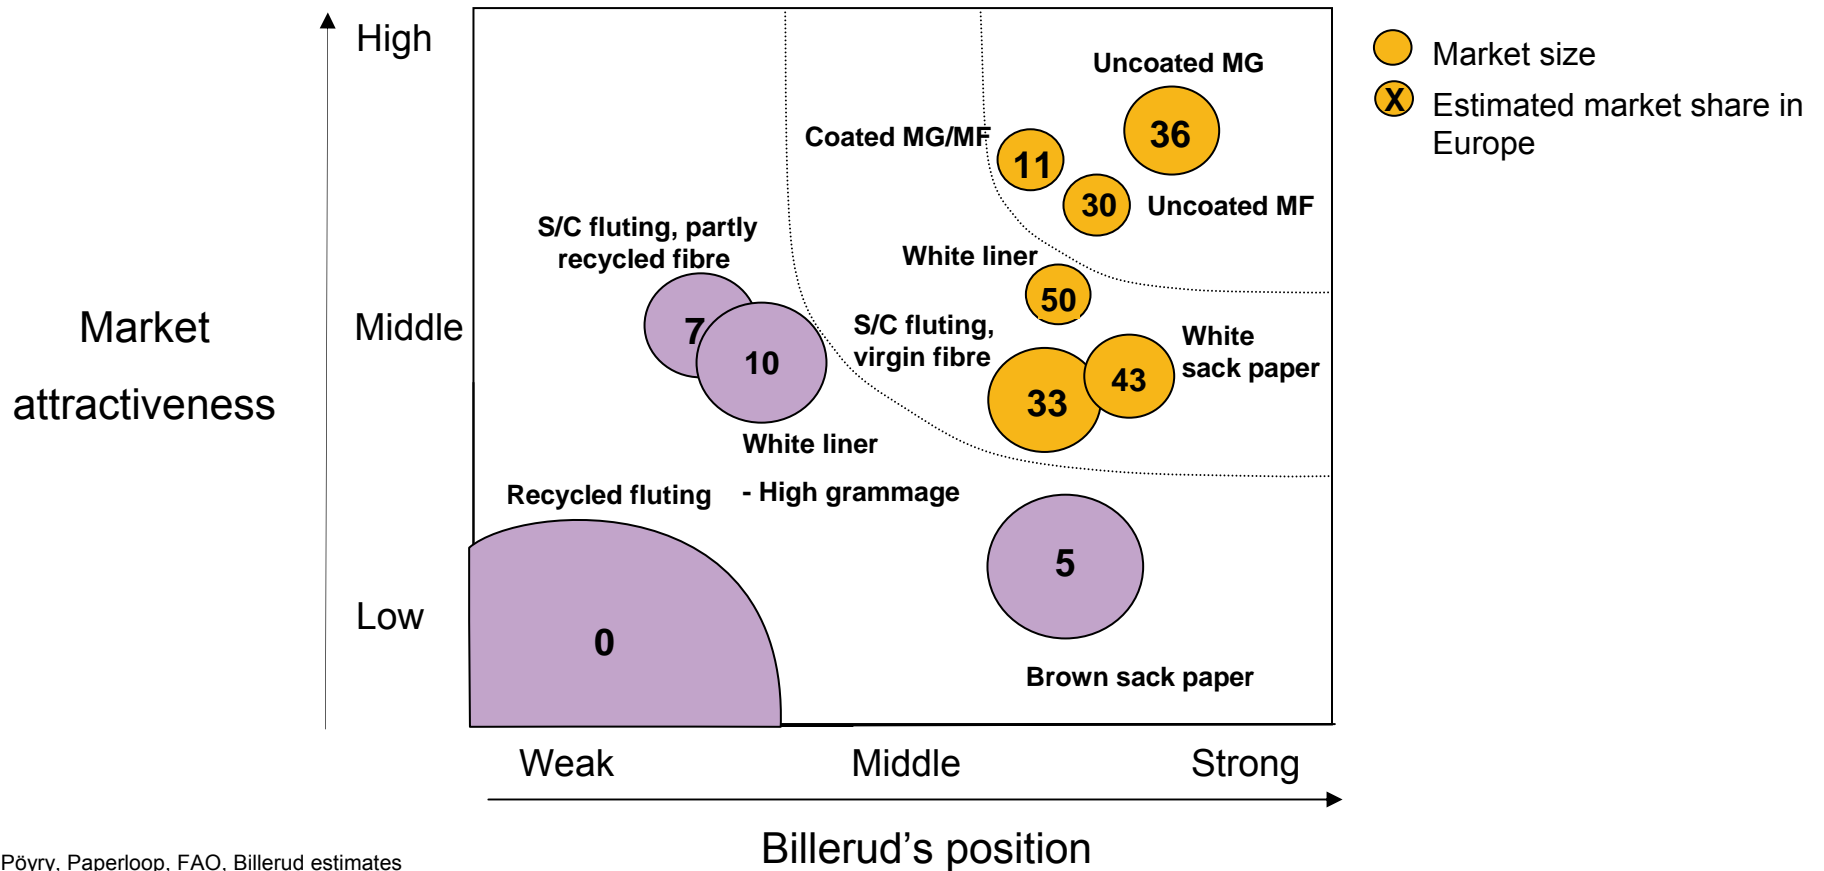 High
Uncoated MG
Market size
X
Estimated market share in
Europe
Coated MG/MF
11
36
30
Uncoated MF
S/C fluting, partly
recycled fibre
White liner
50
7
10
S/C fluting,
virgin fibre
33
43
White
sack paper
Market
attractiveness
Middle
White liner
- High grammage
Recycled fluting
0
5
Low
Brown sack paper
Weak
Middle
Strong
Billerud’s position
Pöyry, Paperloop, FAO, Billerud estimates